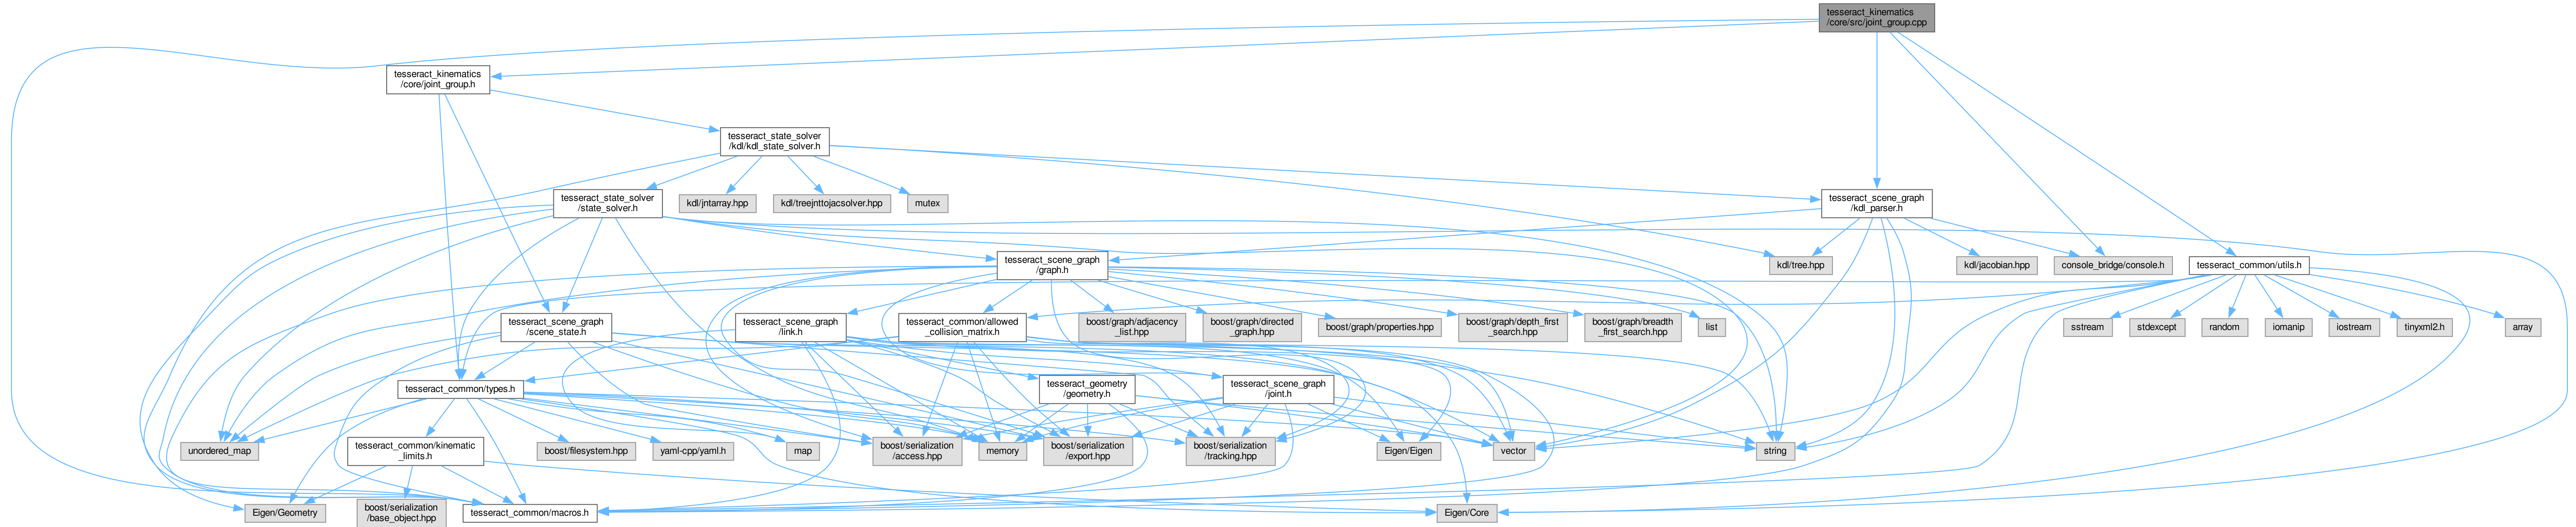 tesseract_kinematics
/core/src/joint_group.cpp
tesseract_kinematics
/core/joint_group.h
tesseract_state_solver
/kdl/kdl_state_solver.h
tesseract_state_solver
/state_solver.h
kdl/jntarray.hpp
kdl/treejnttojacsolver.hpp
mutex
tesseract_scene_graph
/kdl_parser.h
tesseract_scene_graph
/graph.h
kdl/tree.hpp
kdl/jacobian.hpp
console_bridge/console.h
tesseract_common/utils.h
tesseract_scene_graph
/scene_state.h
tesseract_scene_graph
/link.h
tesseract_common/allowed
_collision_matrix.h
boost/graph/adjacency
_list.hpp
boost/graph/directed
_graph.hpp
boost/graph/properties.hpp
boost/graph/depth_first
_search.hpp
boost/graph/breadth
_first_search.hpp
list
sstream
stdexcept
random
iomanip
iostream
tinyxml2.h
array
tesseract_common/types.h
tesseract_geometry
/geometry.h
tesseract_scene_graph
/joint.h
unordered_map
tesseract_common/kinematic
_limits.h
boost/filesystem.hpp
yaml-cpp/yaml.h
map
boost/serialization
/access.hpp
memory
boost/serialization
/export.hpp
boost/serialization
/tracking.hpp
Eigen/Eigen
vector
string
Eigen/Geometry
boost/serialization
/base_object.hpp
tesseract_common/macros.h
Eigen/Core